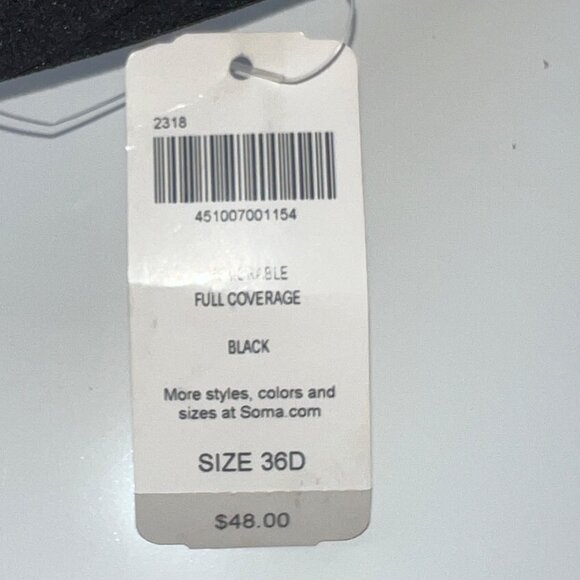 2318
451007001154
FULL COVERAGE
BLACK
More styles, colors and
sizes at Soma.com
SIZE 36D
$48.00